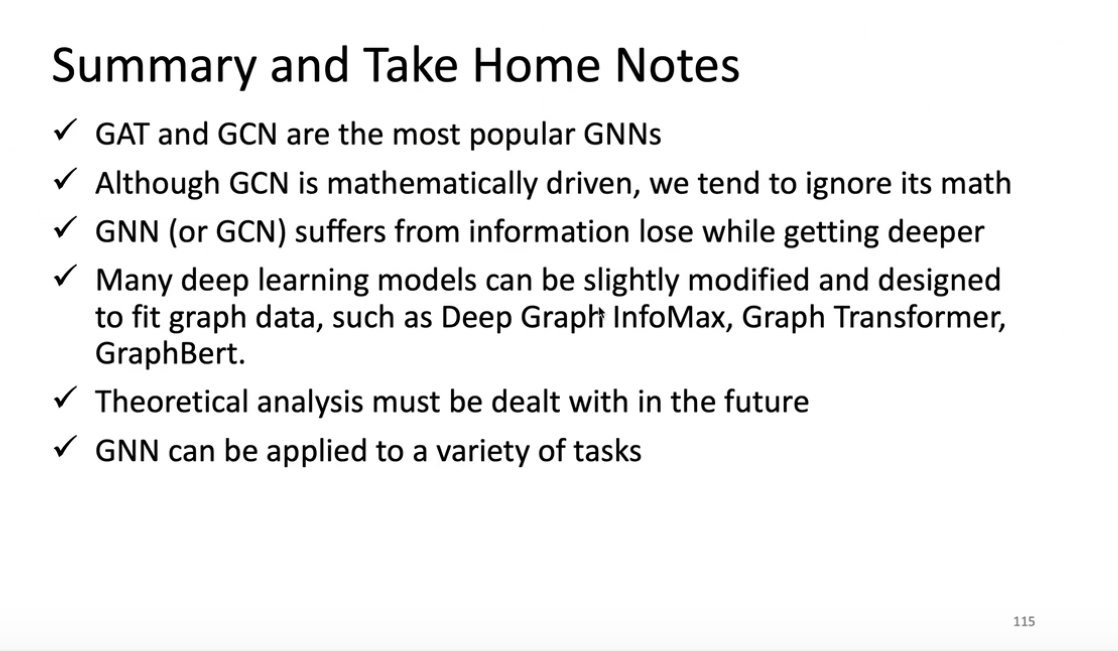 Summary and Take Home Notes
✓ GAT and GCN are the most popular GNNs
✓ Although GCN is mathematically driven, we tend to ignore its math
✓ GNN (or GCN) suffers from information lose while getting deeper
✓ Many deep learning models can be slightly modified and designed
to fit graph data, such as Deep Graph InfoMax, Graph Transformer,
GraphBert.
✓ Theoretical analysis must be dealt with in the future
✓ GNN can be applied to a variety of tasks
115